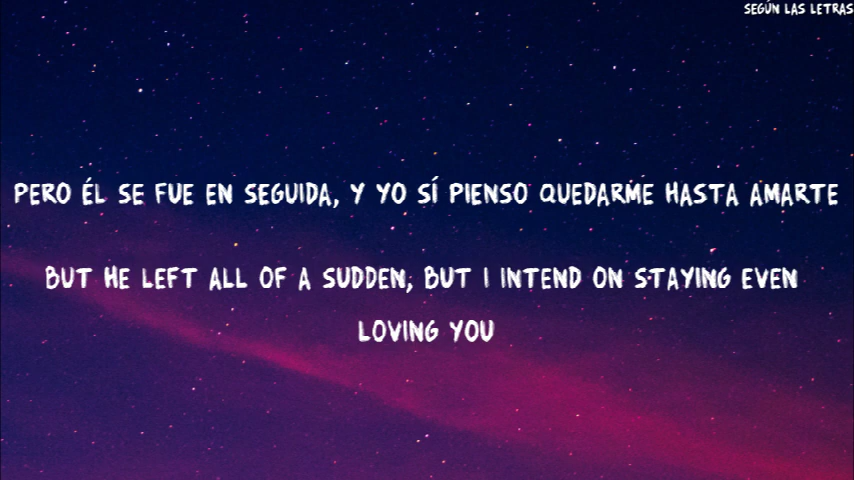 SEGÚN LAS LETRAS
PERO ÉL SE FUE EN SEGUIDA, Y YO SÍ PIENSO QUEDARME HASTA AMARTE
BUT HE LEFT ALL OF A SUDDEN, BUT I INTEND ON STAYING EVEN
LOVING YOU